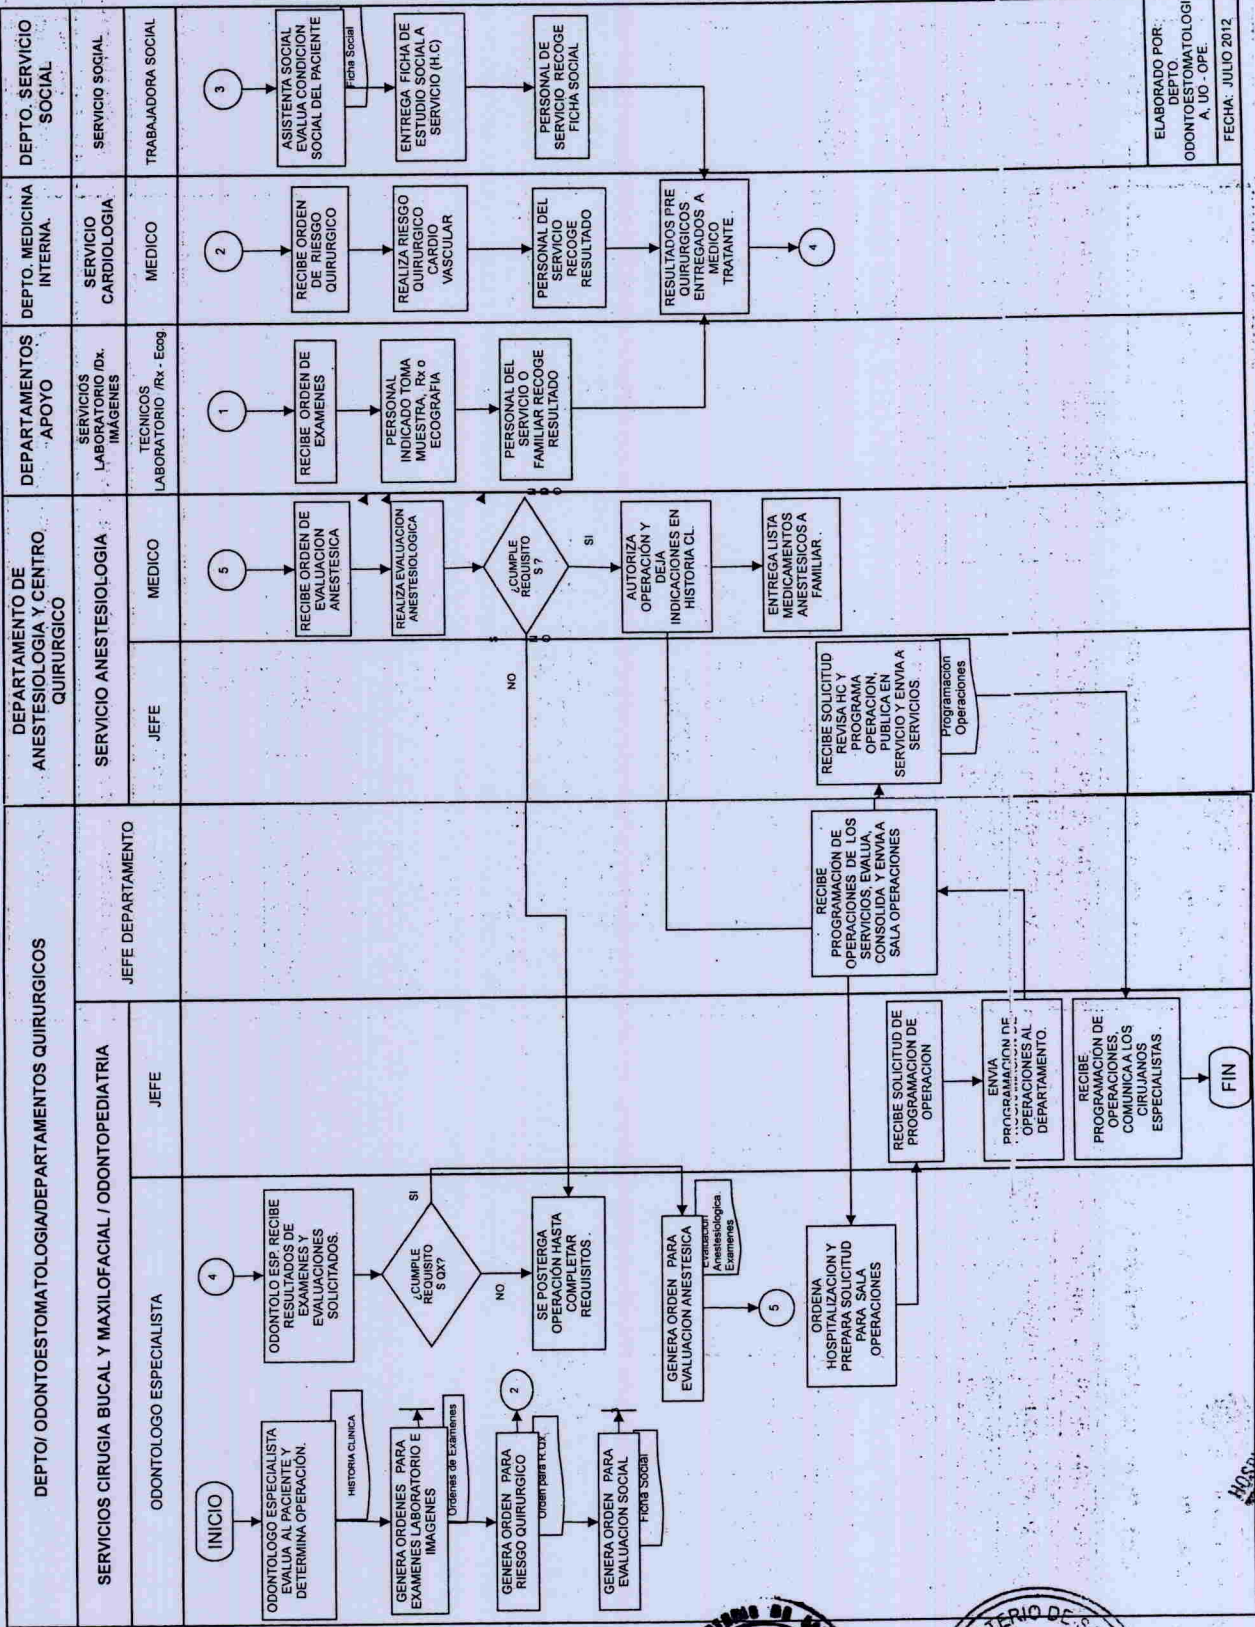 DEPTO/ ODONTOESTOMATOLOGIA/DEPARTAMENTOS QUIRURGICOS
DEPARTAMENTO DE
ANESTESIOLOGIA Y CENTRO
QUIRURGICO
DEPARTAMENTOS
APOYO
DEPTO. MEDICINA
INTERNA.
DEPTO. SERVICIO
SOCIAL
SERVICIOS CIRUGIA BUCAL Y MAXILOFACIAL / ODONTOPEDIATRIA
JEFE DEPARTAMENTO
SERVICIO ANESTESIOLOGIA
SERVICIOS
LABORATORIO /Dx.
IMÁGENES
SERVICIO
CARDIOLOGIA
SERVICIO SOCIAL
ODONTOLOGO ESPECIALISTA
JEFE
JEFE
MEDICO
TECNICOS
LABORATORIO /Rx - Ecog.
MEDICO
TRABAJADORA SOCIAL
INICIO
ODONTOLOGO ESPECIALISTA
EVALUA AL PACIENTE Y
DETERMINA OPERACIÓN.
HISTORIA CLINICA
GENERA ORDENES PARA
EXAMENES LABORATORIO E
IMAGENES
Ordenes de Examenes
GENERA ORDEN PARA
RIESGO QUIRURGICO
Orden para R.QX
2
GENERA ORDEN PARA
EVALUACION SOCIAL
Ficha Social
4
ODONTOLO ESP. RECIBE
RESULTADOS DE
EXAMENES Y
EVALUACIONES
SOLICITADOS.
¿CUMPLE
REQUISITO
S QX?
SI
NO
SE POSTERGA
OPERACIÓN HASTA
COMPLETAR
REQUISITOS .
GENERA ORDEN PARA
EVALUACION ANESTESICA
Evaluación
Anestesiologica.
Examenes
5
ORDENA
HOSPITALIZACION Y
PREPARA SOLICITUD
PARA SALA
OPERACIONES
RECIBE SOLICITUD DE
PROGRAMACION DE
OPERACION
ENVIA
PROGRAMACION DE
OPERACIONES AL
DEPARTAMENTO.
RECIBE
PROGRAMACION DE
OPERACIONES,
COMUNICA A LOS
CIRUJANOS
ESPECIALISTAS .
FIN
RECIBE
PROGRAMACION DE
OPERACIONES DE LOS
SERVICIOS, EVALUA,
CONSOLIDA Y ENVIA A
SALA OPERACIONES
RECIBE SOLICITUD
REVISA HC Y
PROGRAMA
OPERACION,
PUBLICA EN
SERVICIO Y ENVIA A
SERVICIOS.
Programación
Operaciones
5
RECIBE ORDEN DE
EVALUACION
ANESTESICA
REALIZA EVALUACION
ANESTESIOLOGICA
¿CUMPLE
REQUISITO
S ?
NO
SI
AUTORIZA
OPERACIÓN Y
DEJA
INDICACIONES EN
HISTORIA CL.
ENTREGA LISTA
MEDICAMENTOS
ANESTESICOS A
FAMILIAR .
1
RECIBE ORDEN DE
EXAMENES
PERSONAL
INDICADO TOMA
MUESTRA, Rx o
ECOGRAFIA
PERSONAL DEL
SERVICIO O
FAMILIAR RECOGE
RESULTADO
2
RECIBE ORDEN
DE RIESGO
QUIRURGICO
REALIZA RIESGO
QUIRURGICO
CARDIO
VASCULAR
PERSONAL DEL
SERVICIO
RECOGE
RESULTADO
RESULTADOS PRE
QUIRURGICOS
ENTREGADOS A
MEDICO
TRATANTE .
4
3
ASISTENTA SOCIAL
EVALUA CONDICION
SOCIAL DEL PACIENTE
Ficha Social
ENTREGA FICHA DE
ESTUDIO SOCIAL A
SERVICIO (H.C)
PERSONAL DE
SERVICIO RECOGE
FICHA SOCIAL
ELABORADO POR:
DEPTO.
ODONTOESTOMATOLOGI
A, UO - OPE.
FECHA: JULIO 2012